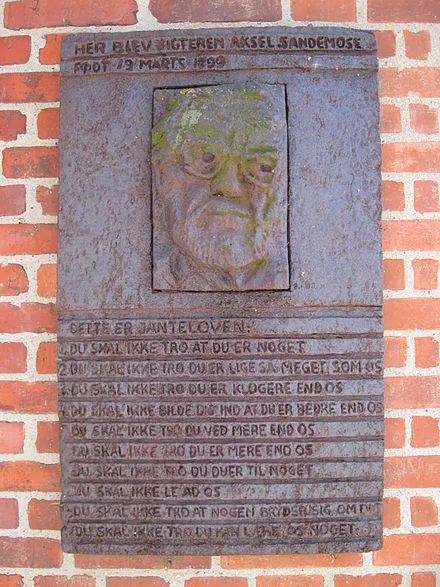 HER BLEV DIGTEREN AKSEL SANDEMOSE
FØDT 19 MARTS 1899
DETTE ER JANTELOVEN:
1. DU SKAL IKKE TRO AT DU ER NOGET
2. DU SKAL IKKE TRO DU ER LIGE SÅ MEGET SOM OS
DU SKAL IKKE TRO DU ER KLOGERE END OS
DU SKAL IKKE BILDE DIG IND AT DU ER BEDRE END OS
DU SKAL IKKE TRO DU VED MERE END OS
DU SKAL IKKE TRO DU ER MERE END OS
DU SKAL IKKE TRO DU DUER TIL NOGET
DU SKAL IKKE LE AD OS
DU SKAL IKKE TRO AT NOGEN BRYDER SIG OM DIG
DU SKAL IKKE TRO DU KAN LÆRE OS NOGET